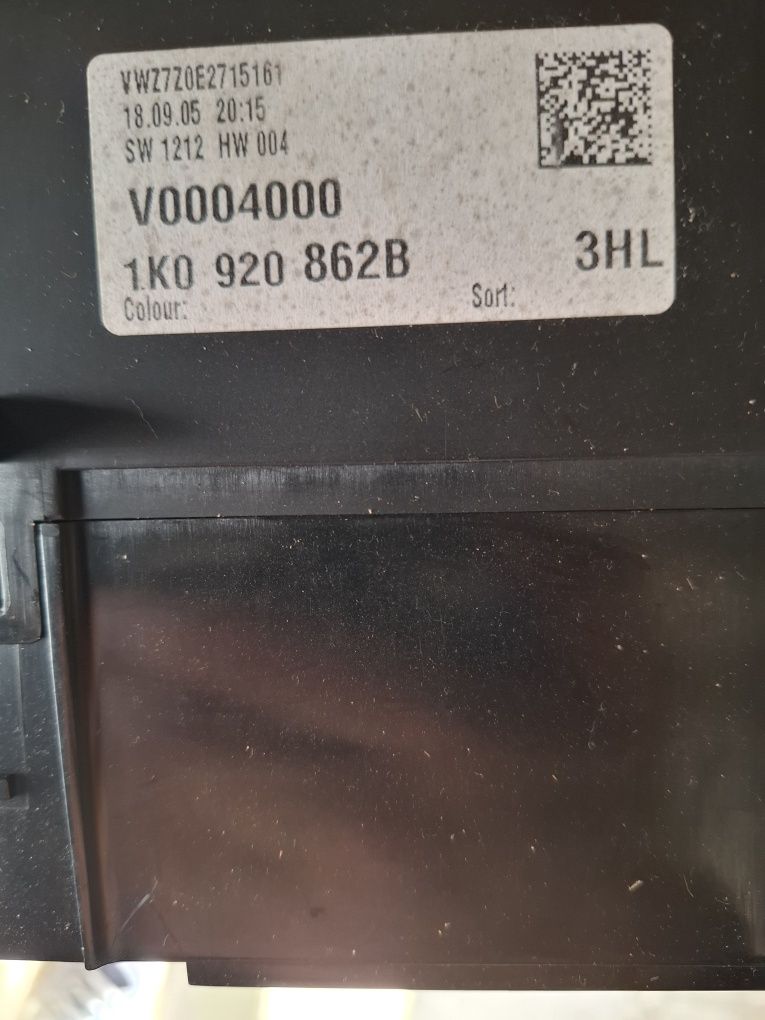 VWZ7Z0E2715161
18.09.05 20:15
SW 1212 HW 004
V0004000
1K0 920 862B
3HL
Colour:
Sort: